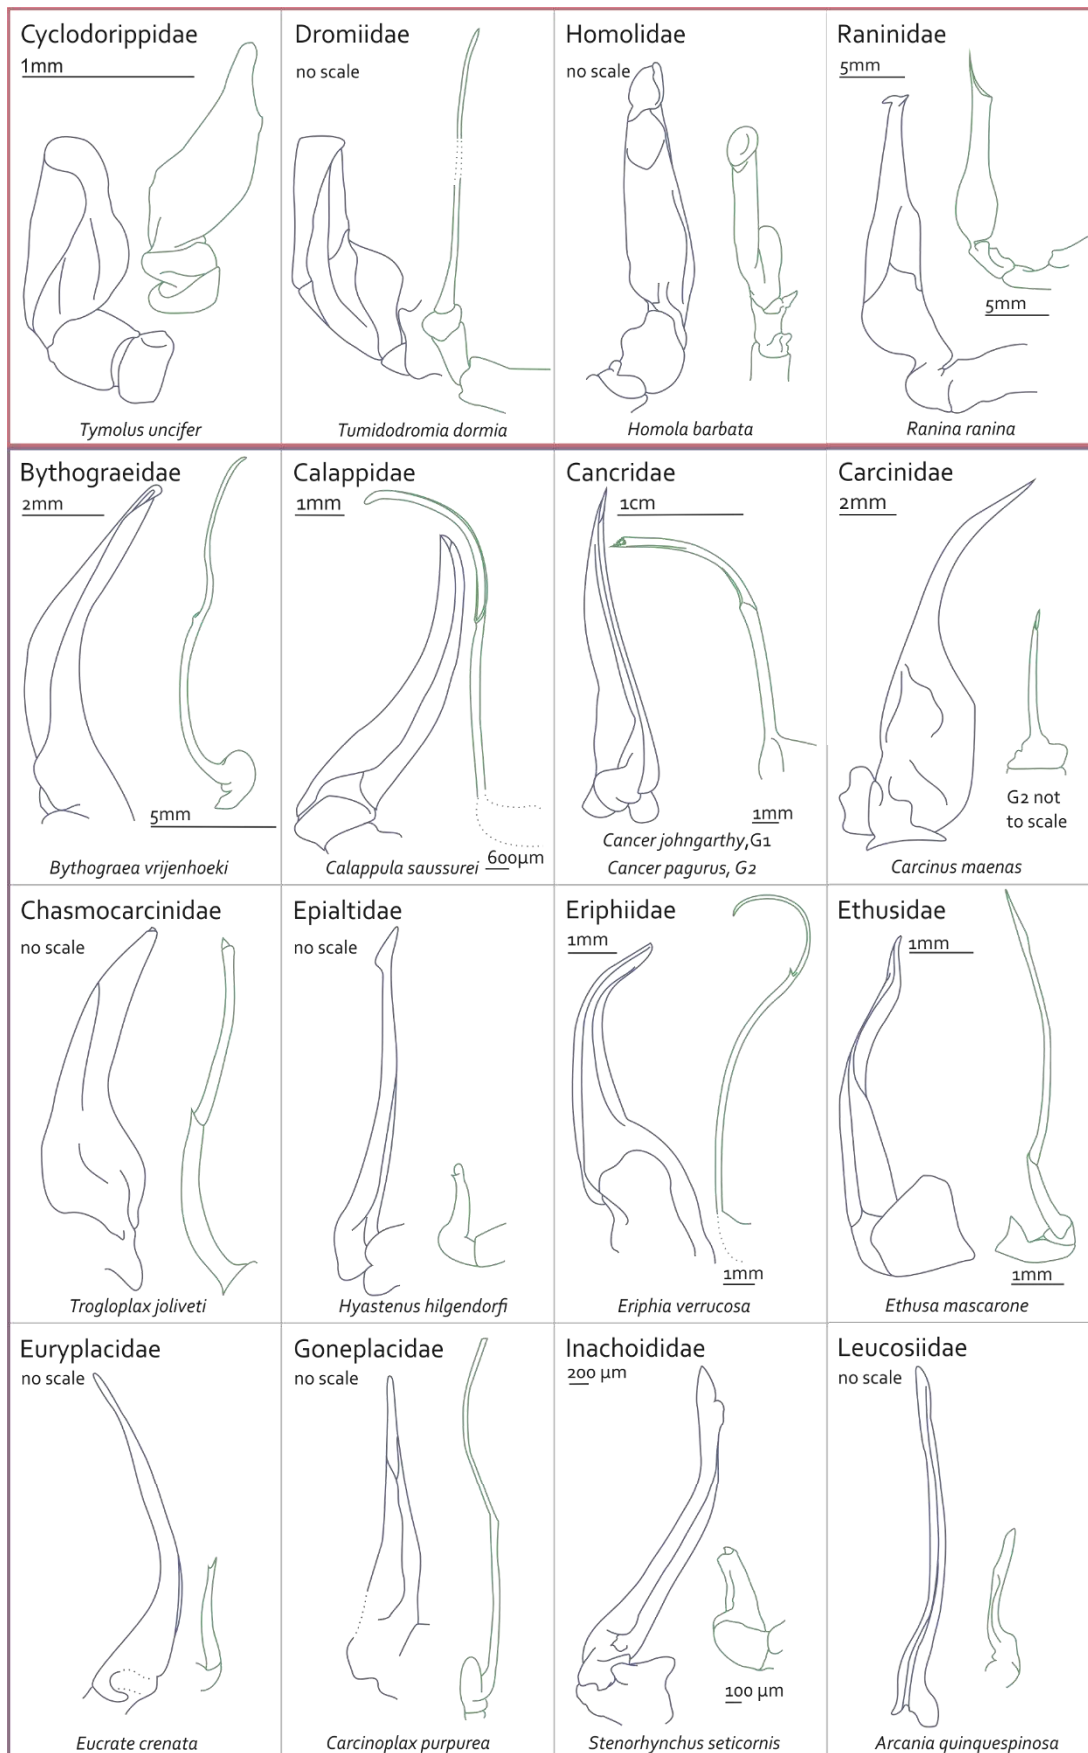 Cyclodorippidae
1mm
Tymolus uncifer
Dromiidae
no scale
Tumidodromia dormia
Homolidae
no scale
Homola barbata
Raninidae
5mm
5mm
Ranina ranina
Bythograeidae
2mm
5mm
Bythograea vrijenhoeki
Calappidae
1mm
600µm
Calappula saussurei
Cancridae
1cm
1mm
Cancer johngarthy,G1
Cancer pagurus, G2
Carcinidae
2mm
G2 not
to scale
Carcinus maenas
Chasmocarcinidae
no scale
Trogloplax joliveti
Epialtidae
no scale
Hyastenus hilgendorfi
Eriphiidae
1mm
1mm
Eriphia verrucosa
Ethusidae
1mm
1mm
Ethusa mascarone
Euryplacidae
no scale
Eucrate crenata
Goneplacidae
no scale
Carcinoplax purpurea
Inachoididae
200 µm
100 µm
Stenorhynchus seticornis
Leucosiidae
no scale
Arcania quinquespinosa